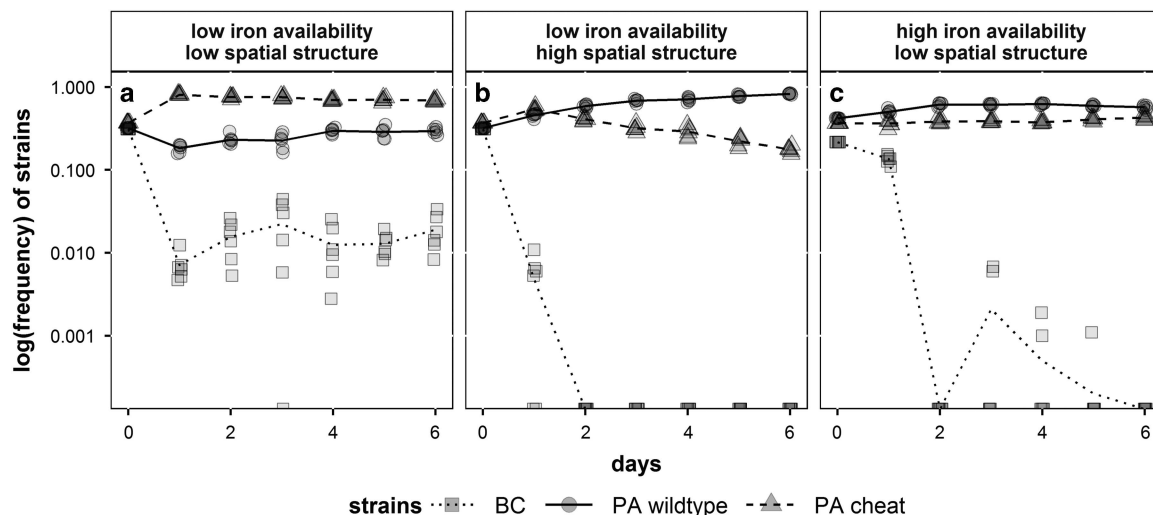 low iron availability
low spatial structure
low iron availability
high spatial structure
high iron availability
low spatial structure
log(frequency) of strains
1.000
0.100
0.010
0.001
a
b
c
0 2 4 6
0 2 4 6
0 2 4 6
days
strains BC PA wildtype PA cheat